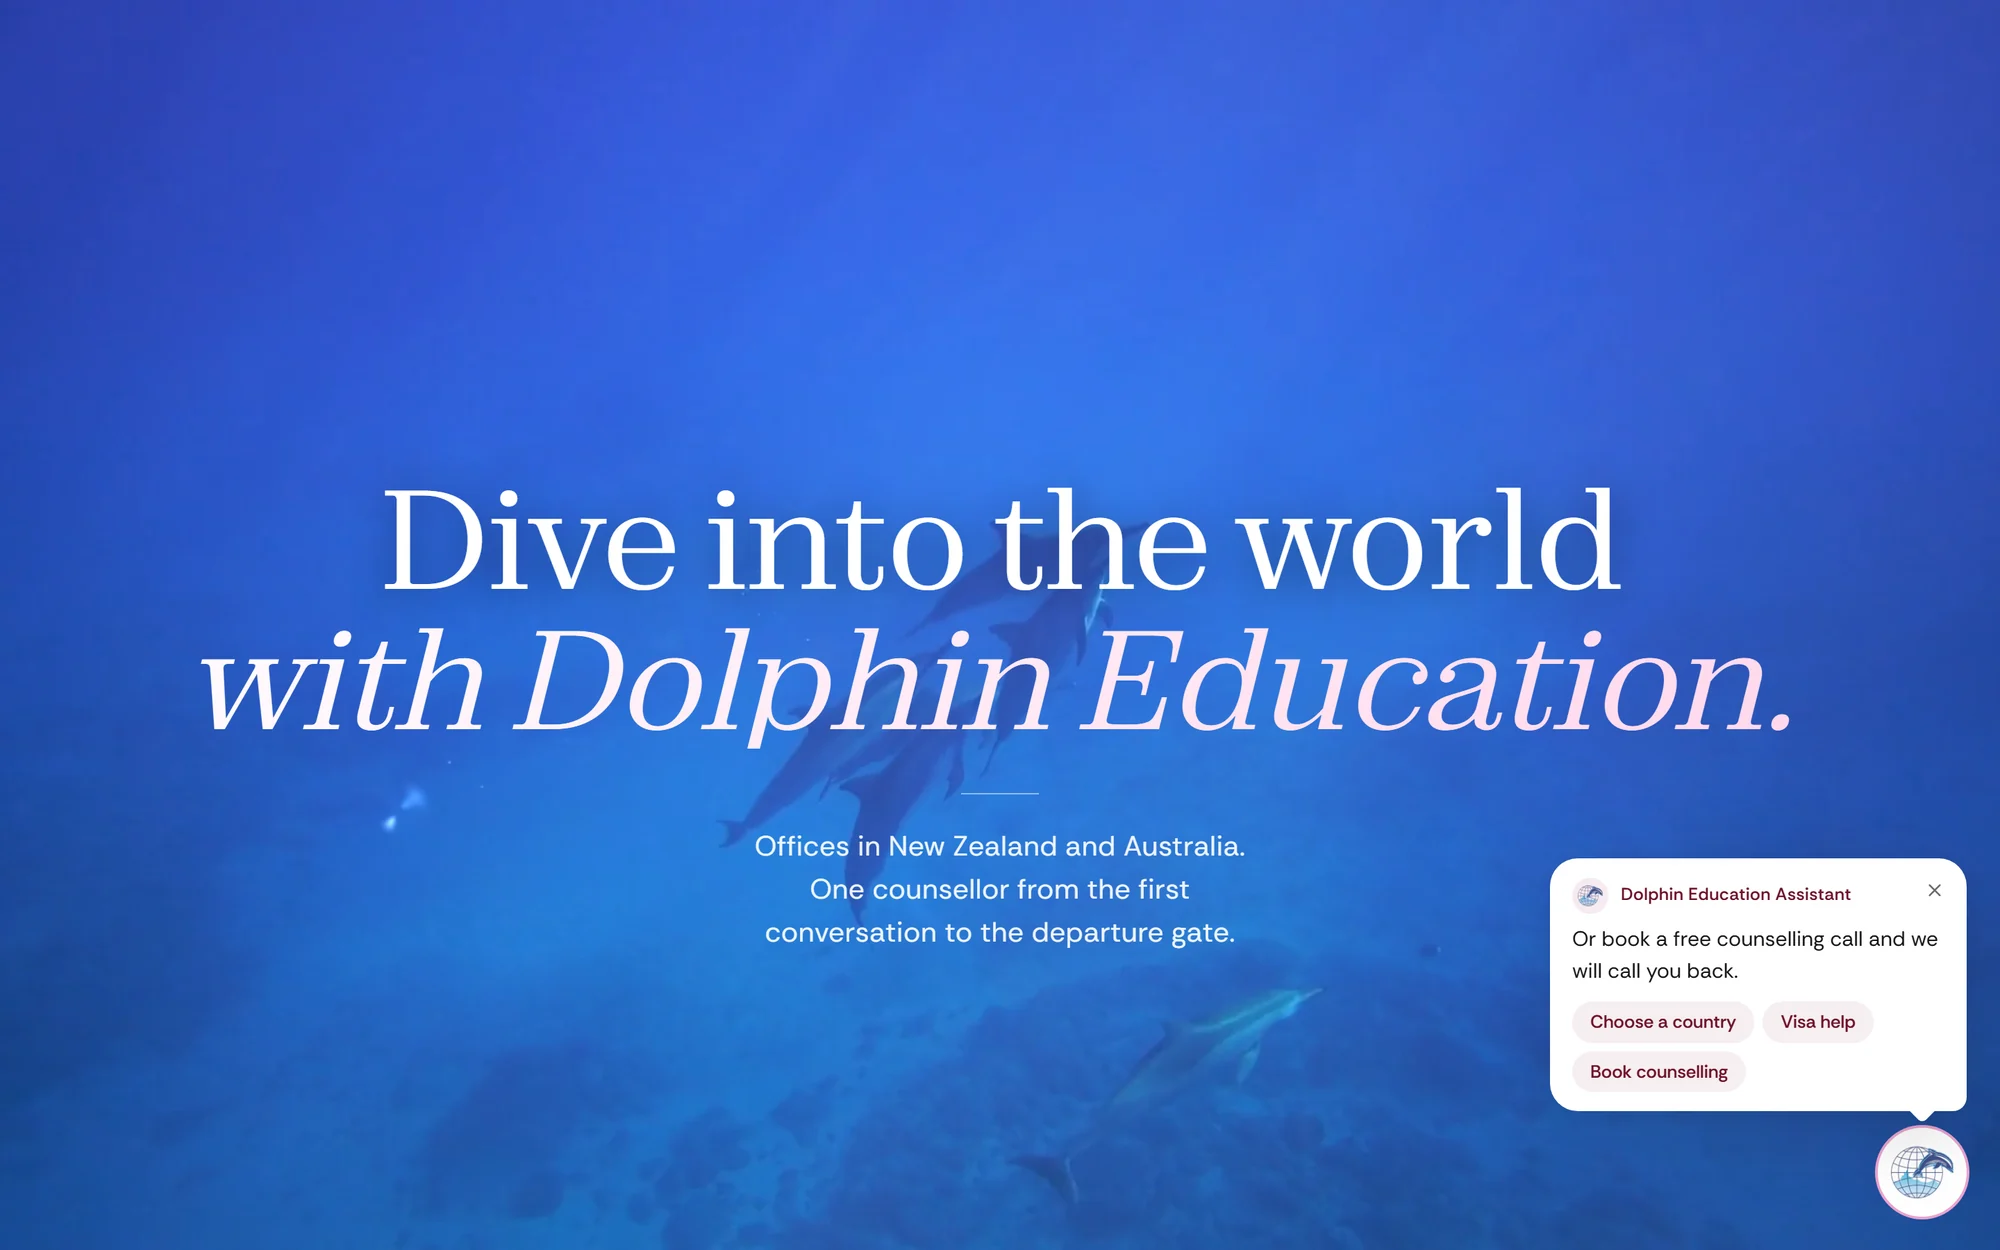 Dive into the world
with Dolphin Education.
Offices in New Zealand and Australia.
One counsellor from the first
conversation to the departure gate.
Dolphin Education Assistant
Or book a free counselling call and we
will call you back.
Choose a country
Visa help
Book counselling